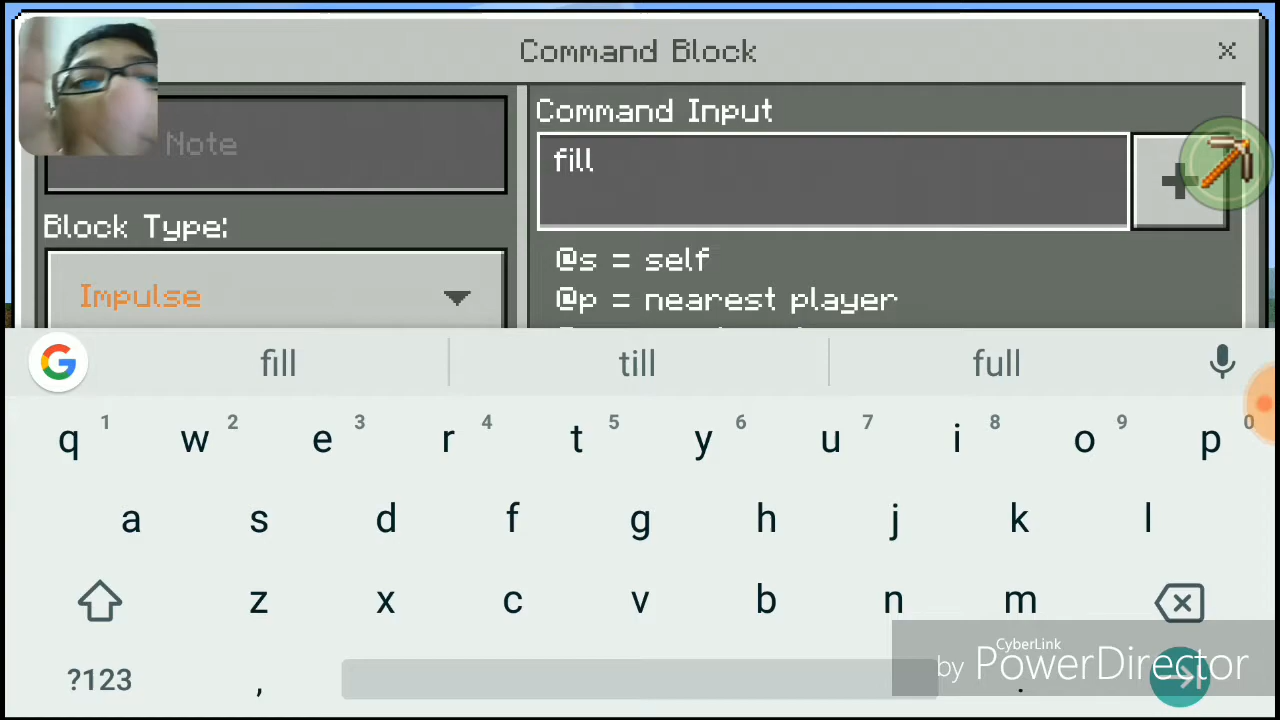 Command Block
Note
Command Input
fill
Block Type:
@s = self
Impulse
@p = nearest player
G
fill till full
q 1 w 2 e 3 r 4 t 5 y 6 u 7 i 8 o 9 p 0
a s d f g h j k l
z x c v b n m
?123 , .
CyberLink
by PowerDirector